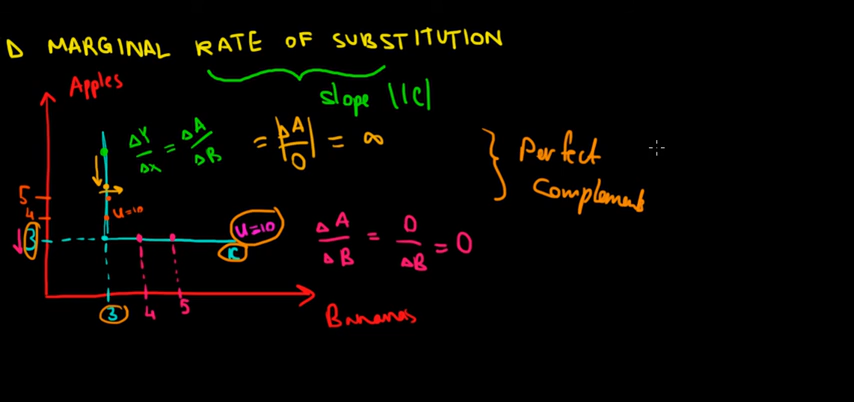 D MARGINAL RATE OF SUBSTITUTION
Apples
slope |IC|
ΔY/ΔX = ΔA/ΔB = |ΔA/0| = ∞
Perfect
Complement
5
4
U=10
3
U=10
IC
ΔA/ΔB = 0/ΔB = 0
3 4 5
Bananas